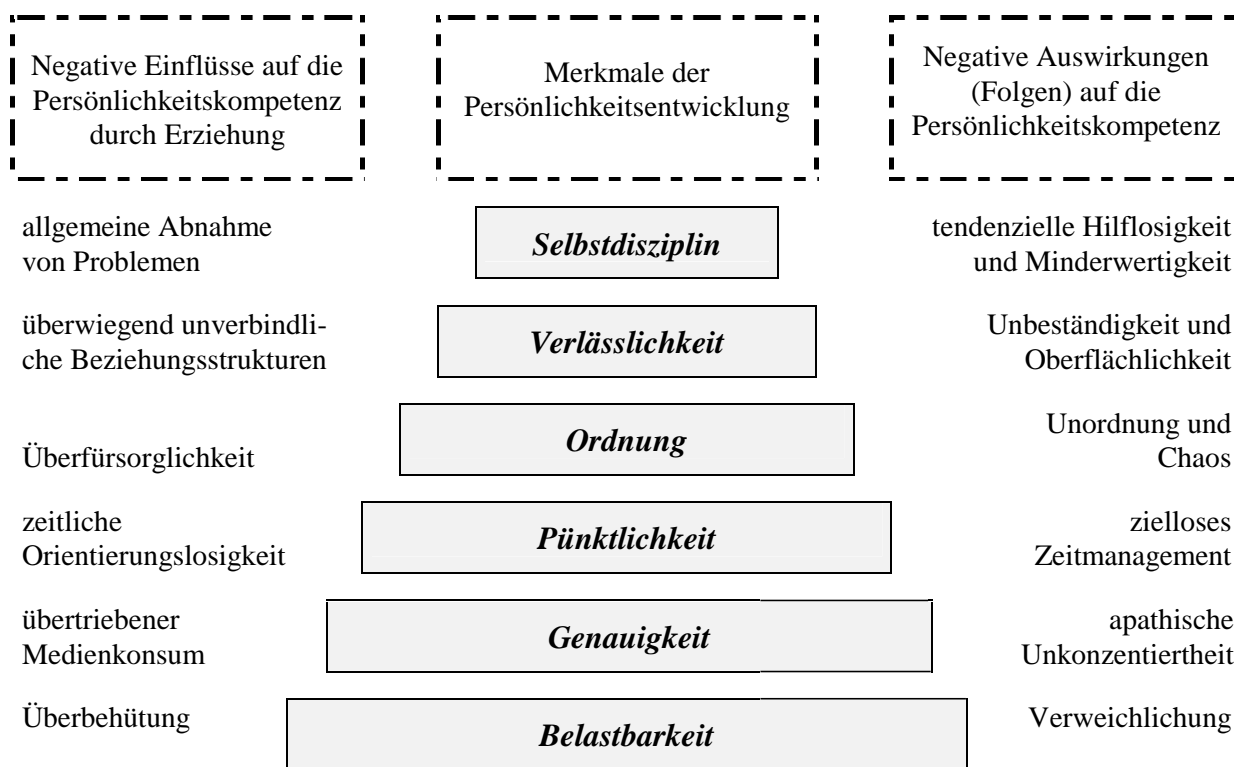 Negative Einflüsse auf die
Persönlichkeitskompetenz
durch Erziehung
Merkmale der
Persönlichkeitsentwicklung
Negative Auswirkungen
(Folgen) auf die
Persönlichkeitskompetenz
allgemeine Abnahme
von Problemen
Selbstdisziplin
tendenzielle Hilflosigkeit
und Minderwertigkeit
überwiegend unverbindli-
che Beziehungsstrukturen
Verlässlichkeit
Unbeständigkeit und
Oberflächlichkeit
Überfürsorglichkeit
Ordnung
Unordnung und
Chaos
zeitliche
Orientierungslosigkeit
Pünktlichkeit
zielloses
Zeitmanagement
übertriebener
Medienkonsum
Genauigkeit
apathische
Unkonzentiertheit
Überbehütung
Belastbarkeit
Verweichlichung